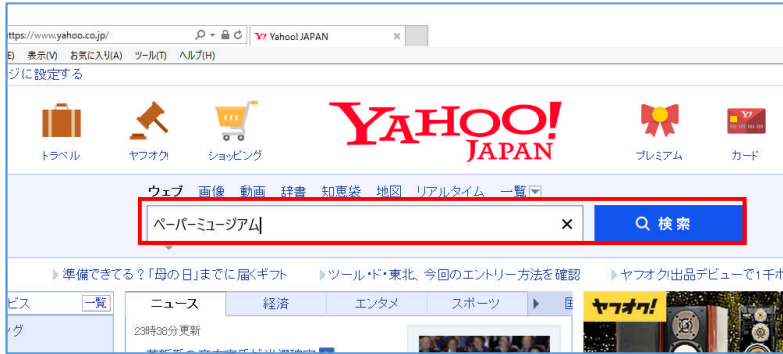 ttps://www.yahoo.co.jp/
Yahoo! JAPAN
E) 表示(V) お気に入り(A) ツール(T) ヘルプ(H)
ジに設定する
YAHOO!
JAPAN
トラベル ヤフオク! ショッピング プレミアム カード
ウェブ 画像 動画 辞書 知恵袋 地図 リアルタイム 一覧
ペーパーミュージアム
検索
準備できてる?「母の日」までに届くギフト ツール・ド・東北、今回のエントリー方法を確認 ヤフオク!出品デビューで1千ポ
ビス 一覧 ニュース 経済 エンタメ スポーツ
ヤフオク!
ング 23時38分更新